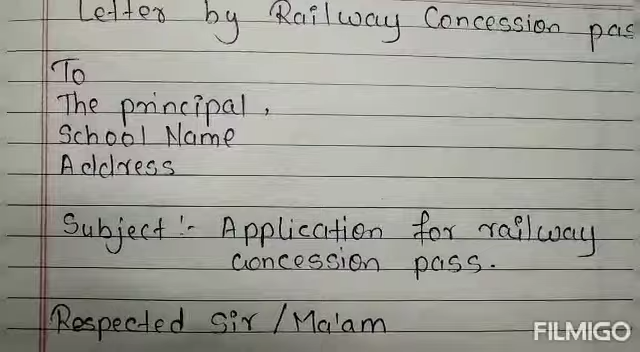 Letter by Railway Concession pas
To
The principal,
School Name
Address
Subject :- Application for railway
concession pass.
Respected Sir / Ma'am
FILMIGO